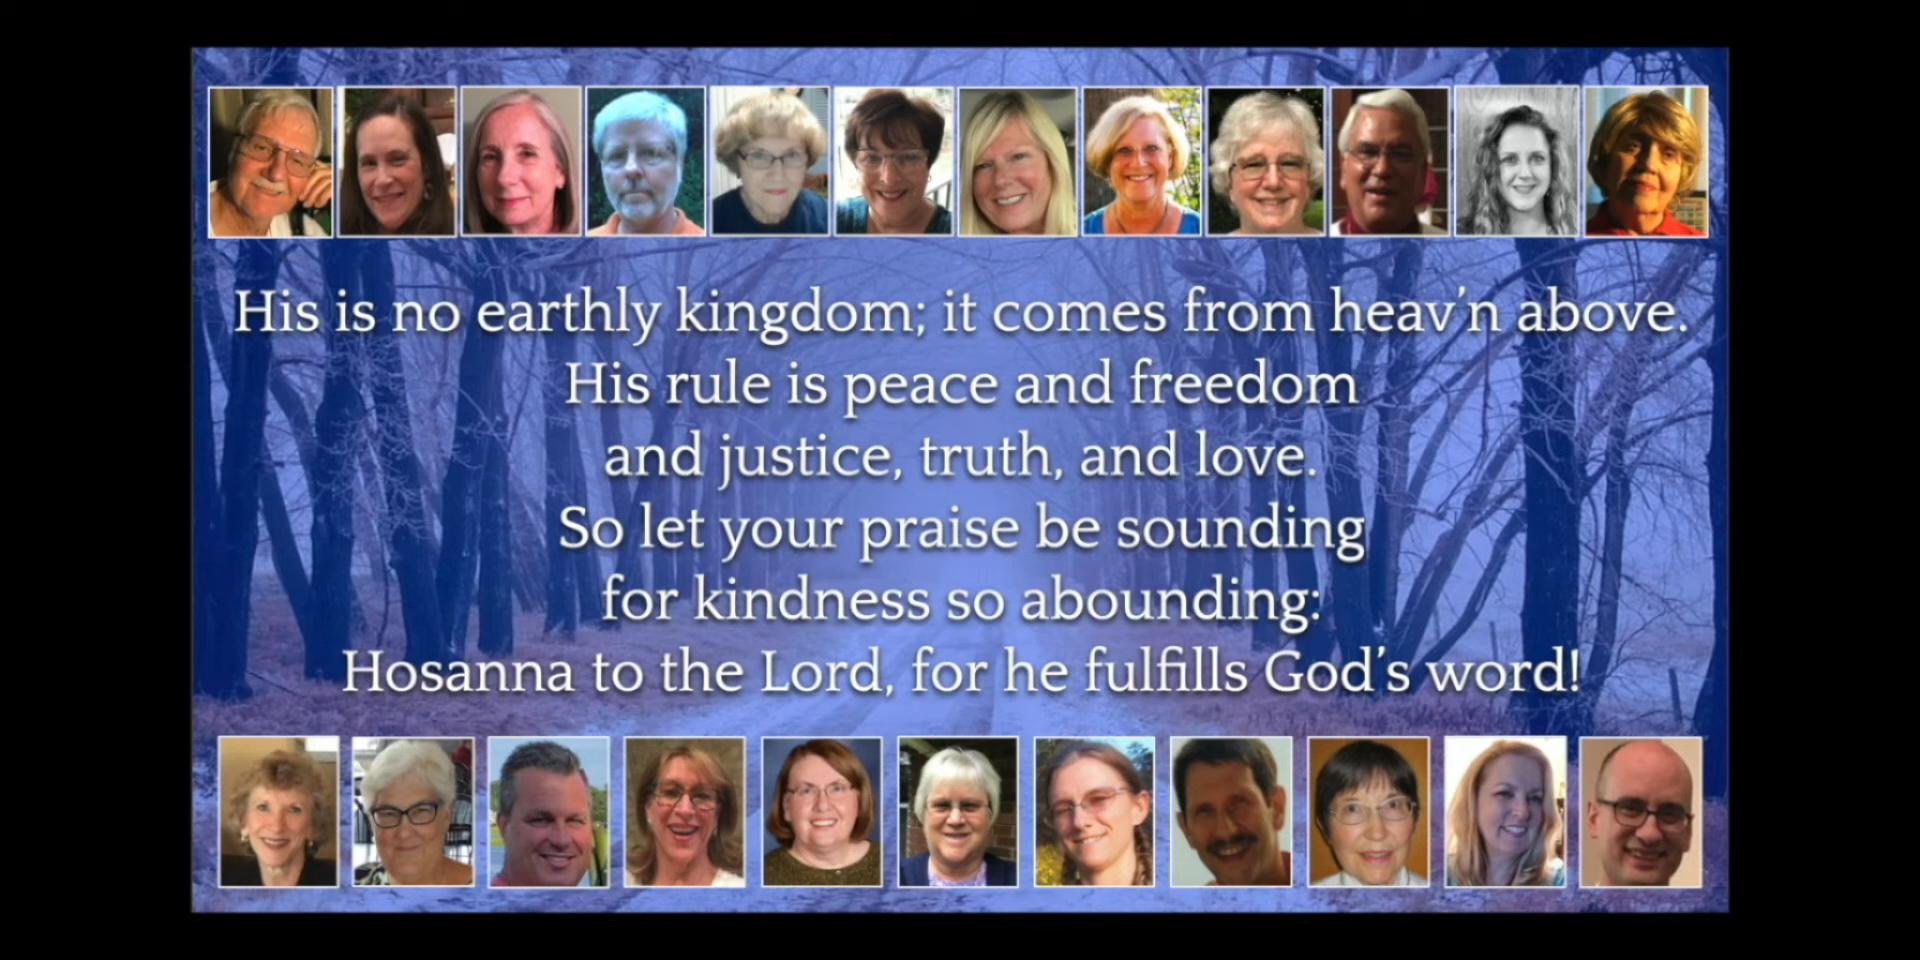 His is no earthly kingdom; it comes from heav’n above.
His rule is peace and freedom
and justice, truth, and love.
So let your praise be sounding
for kindness so abounding:
Hosanna to the Lord, for he fulfills God’s word!